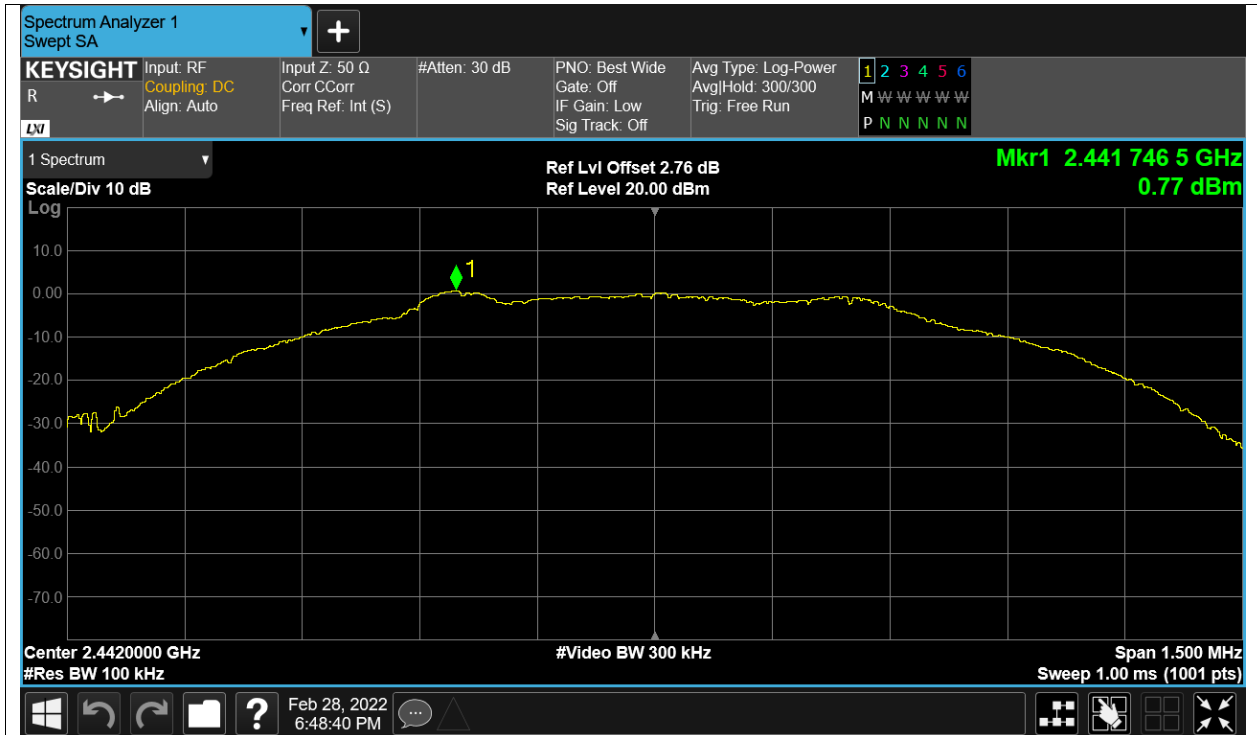 Spectrum Analyzer 1
Swept SA
+
KEYSIGHT
R
LXI
Input: RF
Coupling: DC
Align: Auto
Input Z: 50 Ω
Corr CCorr
Freq Ref: Int (S)
#Atten: 30 dB
PNO: Best Wide
Gate: Off
IF Gain: Low
Sig Track: Off
Avg Type: Log-Power
Avg|Hold: 300/300
Trig: Free Run
1 2 3 4 5 6
M W W W W W
P N N N N N
1 Spectrum
Scale/Div 10 dB
Log
Ref Lvl Offset 2.76 dB
Ref Level 20.00 dBm
Mkr1 2.441 746 5 GHz
0.77 dBm
1
10.0
0.00
-10.0
-20.0
-30.0
-40.0
-50.0
-60.0
-70.0
Center 2.4420000 GHz
#Res BW 100 kHz
#Video BW 300 kHz
Span 1.500 MHz
Sweep 1.00 ms (1001 pts)
?
Feb 28, 2022
6:48:40 PM